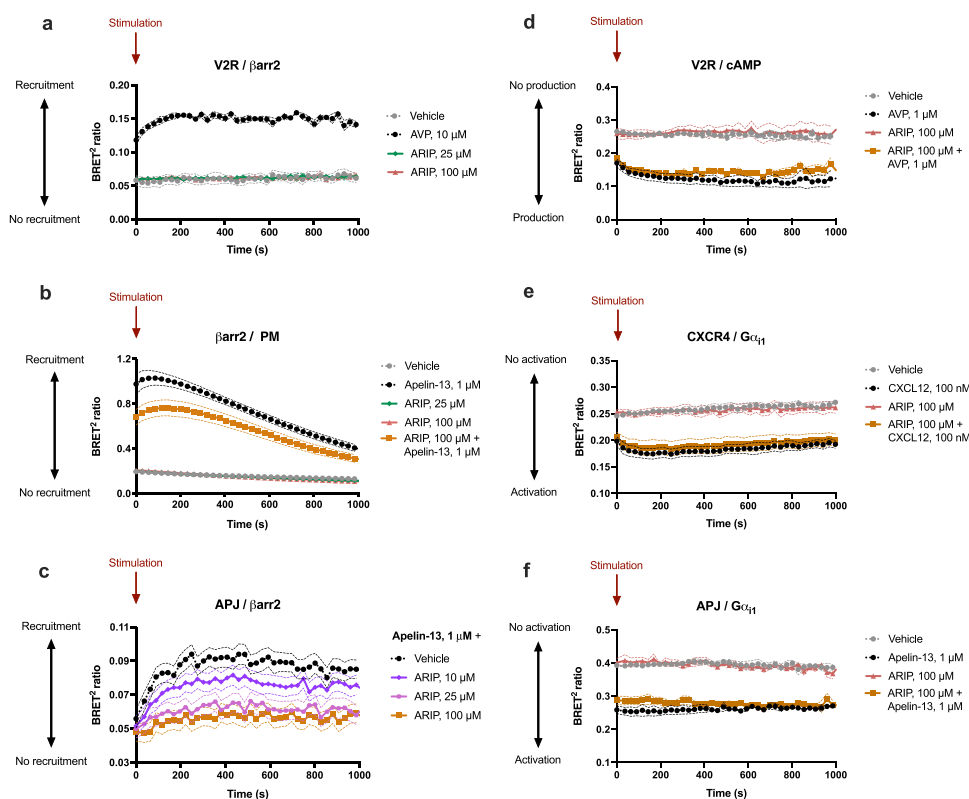 a
Stimulation
V2R / βarr2
Recruitment
No recruitment
BRET² ratio
0.20
0.15
0.10
0.05
0.00
0
200
400
600
800
1000
Time (s)
Vehicle
AVP, 10 μM
ARIP, 25 μM
ARIP, 100 μM
b
Stimulation
βarr2 / PM
Recruitment
No recruitment
BRET² ratio
1.2
0.8
0.4
0.0
0
200
400
600
800
1000
Time (s)
Vehicle
Apelin-13, 1 μM
ARIP, 25 μM
ARIP, 100 μM
ARIP, 100 μM +
Apelin-13, 1 μM
c
Stimulation
APJ / βarr2
Recruitment
No recruitment
BRET² ratio
0.11
0.09
0.07
0.05
0.03
0
200
400
600
800
1000
Time (s)
Apelin-13, 1 μM +
Vehicle
ARIP, 10 μM
ARIP, 25 μM
ARIP, 100 μM
d
Stimulation
V2R / cAMP
No production
Production
BRET² ratio
0.4
0.3
0.2
0.1
0.0
0
200
400
600
800
1000
Time (s)
Vehicle
AVP, 1 μM
ARIP, 100 μM
ARIP, 100 μM +
AVP, 1 μM
e
Stimulation
CXCR4 / Gαi1
No activation
Activation
BRET² ratio
0.35
0.30
0.25
0.20
0.15
0.10
0
200
400
600
800
1000
Time (s)
Vehicle
CXCL12, 100 nM
ARIP, 100 μM
ARIP, 100 μM +
CXCL12, 100 nM
f
Stimulation
APJ / Gαi1
No activation
Activation
BRET² ratio
0.5
0.4
0.3
0.2
0.1
0
200
400
600
800
1000
Time (s)
Vehicle
Apelin-13, 1 μM
ARIP, 100 μM
ARIP, 100 μM +
Apelin-13, 1 μM